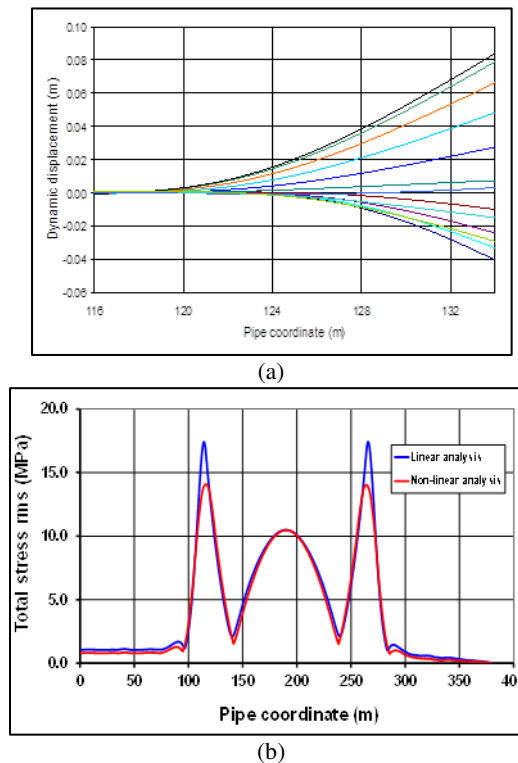 0.10
0.08
0.06
0.04
0.02
0.00
-0.02
-0.04
-0.06
Dynamic displacement (m)
116 120 124 128 132
Pipe coordinate (m)
(a)
20.0
15.0
10.0
5.0
0.0
Total stress rms (MPa)
Linear analysis
Non-linear analysis
0 50 100 150 200 250 300 350 40
Pipe coordinate (m)
(b)